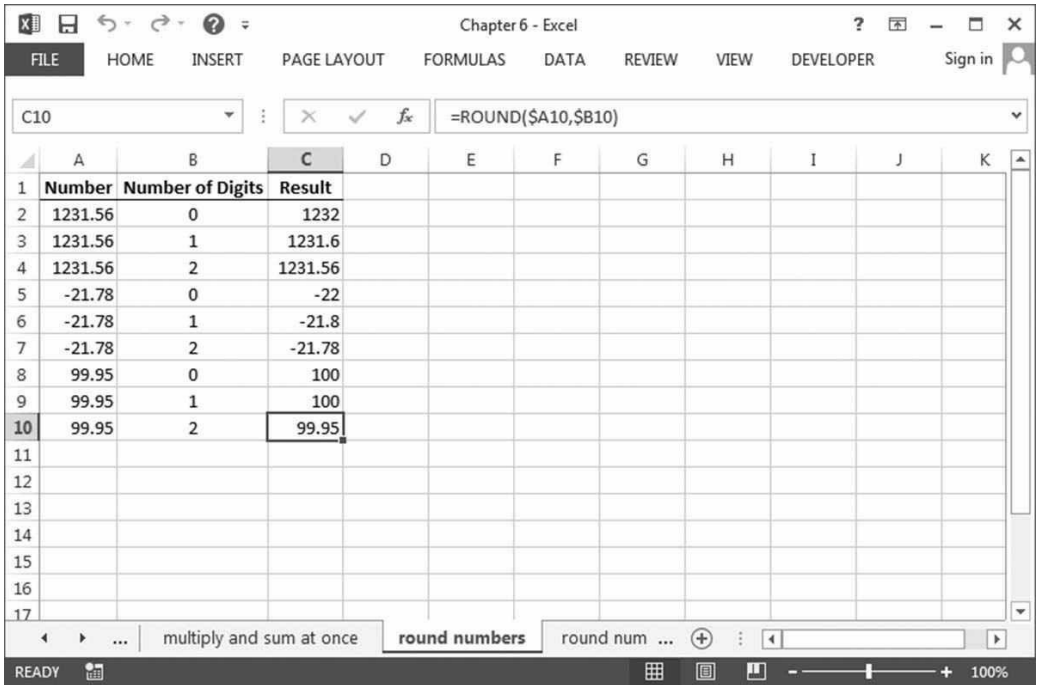 Chapter 6 - Excel ?
FILE HOME INSERT PAGE LAYOUT FORMULAS DATA REVIEW VIEW DEVELOPER Sign in
C10 fx =ROUND($A10,$B10)
A B C D E F G H I J K
1 Number Number of Digits Result
2 1231.56 0 1232
3 1231.56 1 1231.6
4 1231.56 2 1231.56
5 -21.78 0 -22
6 -21.78 1 -21.8
7 -21.78 2 -21.78
8 99.95 0 100
9 99.95 1 100
10 99.95 2 99.95
11
12
13
14
15
16
17
... multiply and sum at once round numbers round num ...
READY 100%